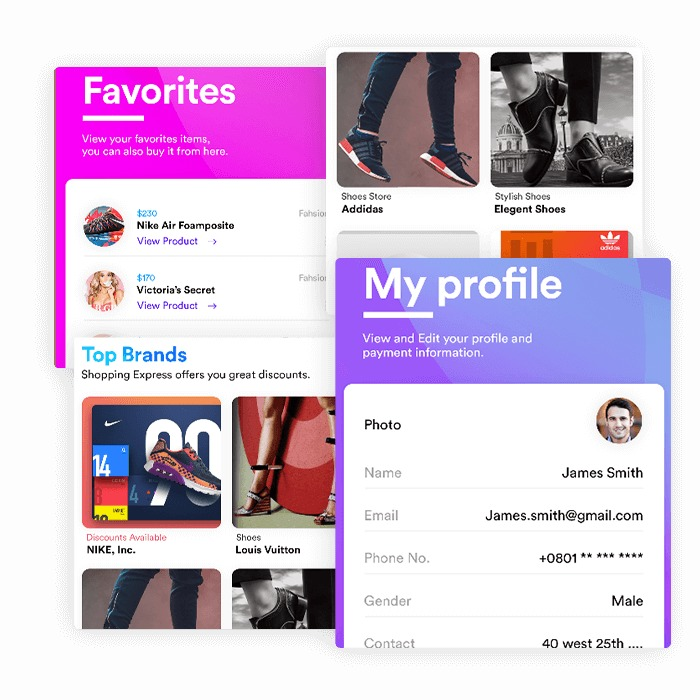 Favorites
View your favorites items,
you can also buy it from here.
$230
Nike Air Foamposite
View Product →
Fahsio
$170
Victoria's Secret
View Product →
Fahsio
Shoes Store
Addidas
Stylish Shoes
Elegent Shoes
adidas
Top Brands
Shopping Express offers you great discounts.
14
90
Discounts Available
NIKE, Inc.
Shoes
Louis Vuitton
My profile
View and Edit your profile and
payment information.
Photo
Name
James Smith
Email
James.smith@gmail.com
Phone No.
+0801 ** *** ****
Gender
Male
Contact
40 west 25th ....